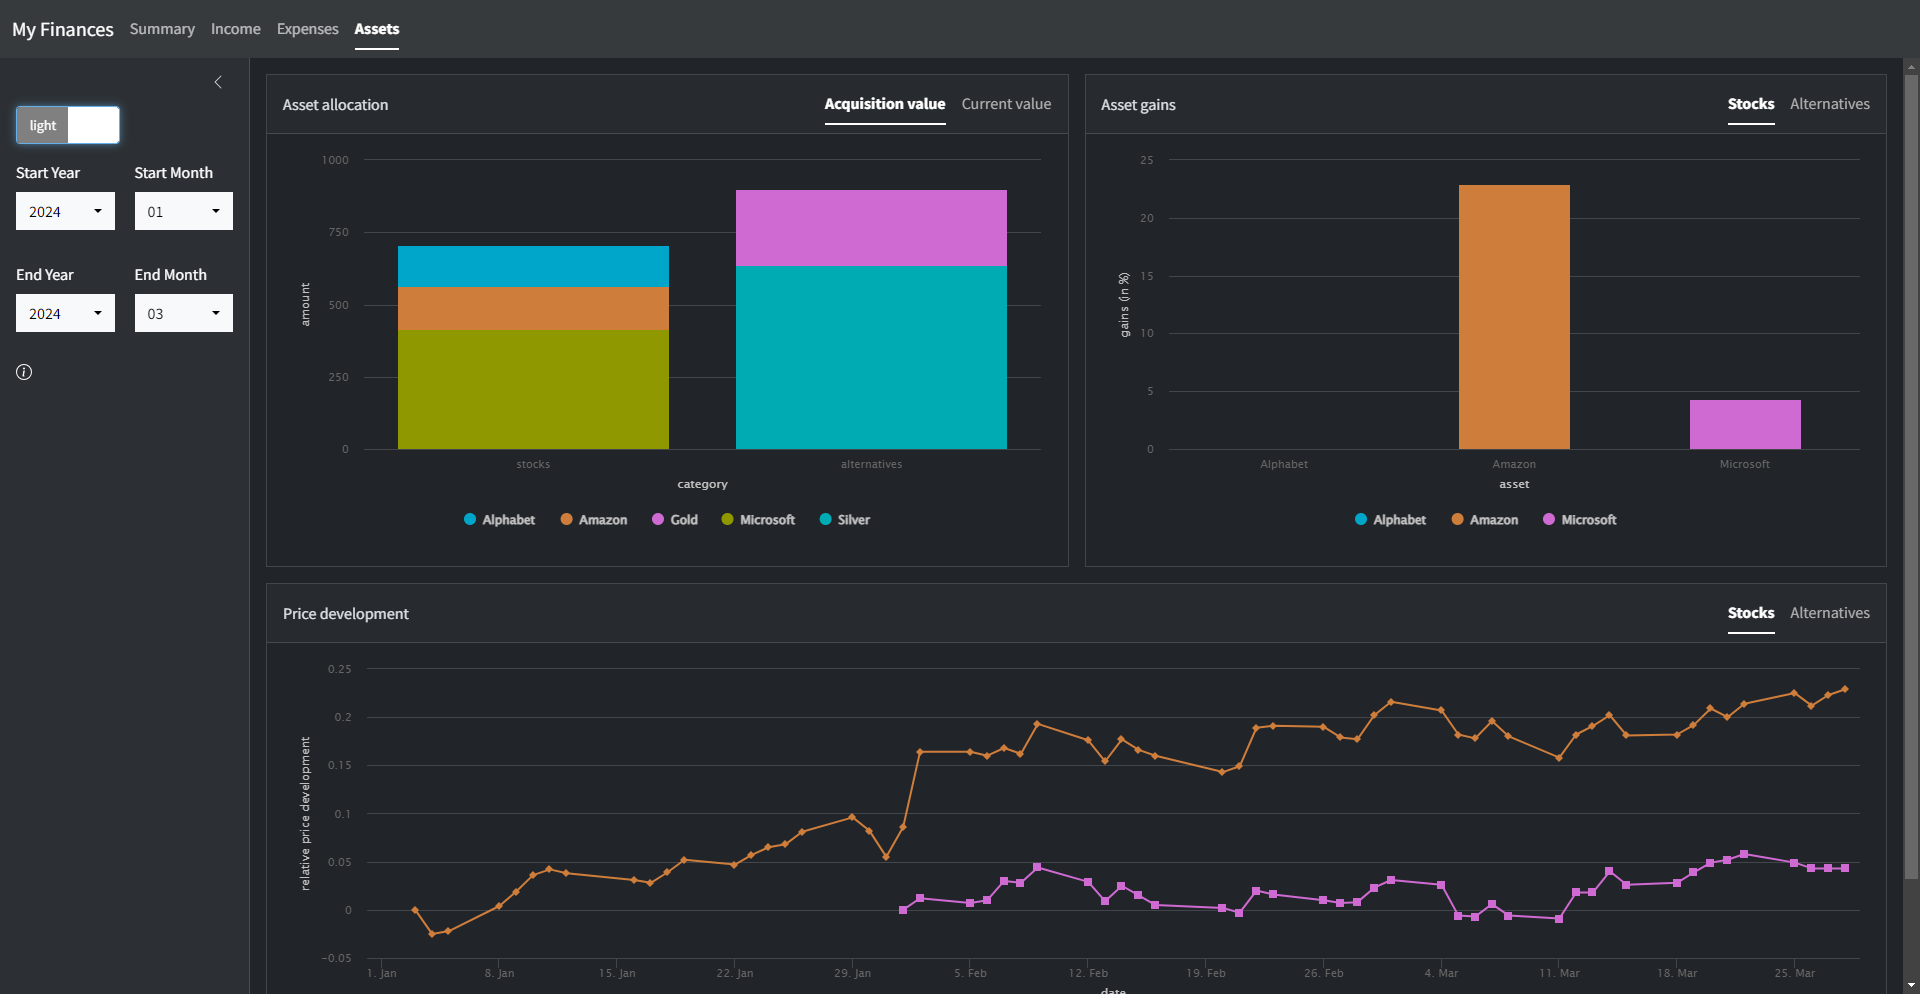 My Finances Summary Income Expenses Assets
light
Start Year Start Month
2024 01
End Year End Month
2024 03
Asset allocation Acquisition value Current value
1000
750
500
250
0
amount
stocks alternatives
category
Alphabet Amazon Gold Microsoft Silver
Asset gains Stocks Alternatives
25
20
15
10
5
0
gains (in %)
Alphabet Amazon Microsoft
asset
Alphabet Amazon Microsoft
Price development Stocks Alternatives
0.25
0.2
0.15
0.1
0.05
0
-0.05
relative price development
1. Jan 8. Jan 15. Jan 22. Jan 29. Jan 5. Feb 12. Feb 19. Feb 26. Feb 4. Mar 11. Mar 18. Mar 25. Mar
date